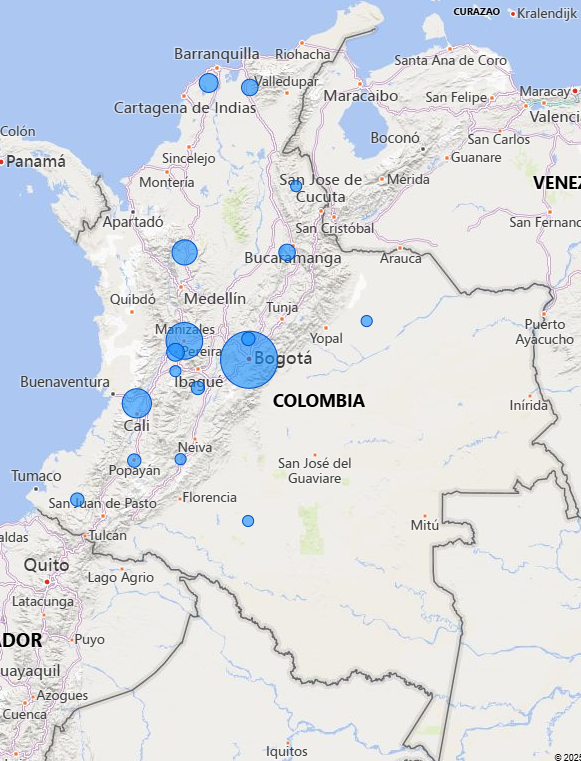 CURAZAO
Kralendijk
Barranquilla
Riohacha
Santa Ana de Coro
Valledupar
Maracaibo
San Felipe
Maracay
Cartagena de Indias
Valencia
Colón
Boconó
San Carlos
Panamá
Sincelejo
Guanare
Montería
San Jose de
Cucuta
Mérida
VENEZ
Apartadó
San Cristóbal
San Fernand
Bucaramanga
Arauca
Quibdó
Medellín
Tunja
Puerto
Ayacucho
Manizales
Yopal
Pereira
Bogotá
Buenaventura
Ibagué
COLOMBIA
Inírida
Cali
Neiva
Popayán
San José del
Guaviare
Tumaco
San Juan de Pasto
Florencia
Mitú
aldas
Tulcán
Quito
Lago Agrio
Latacunga
ADOR
Puyo
uayaquil
Azogues
Cuenca
Iquitos
© 2025